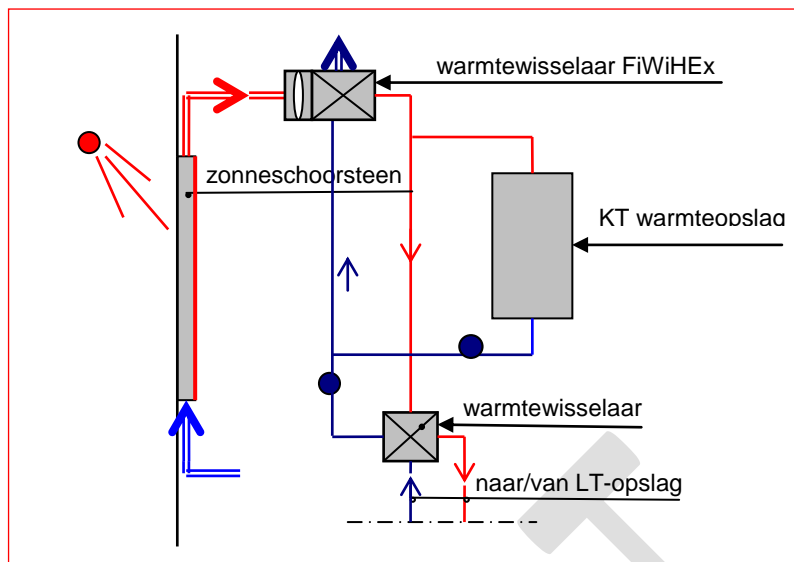 warmtewisselaar FiWiHEx
zonneschoorsteen
KT warmteopslag
warmtewisselaar
naar/van LT-opslag